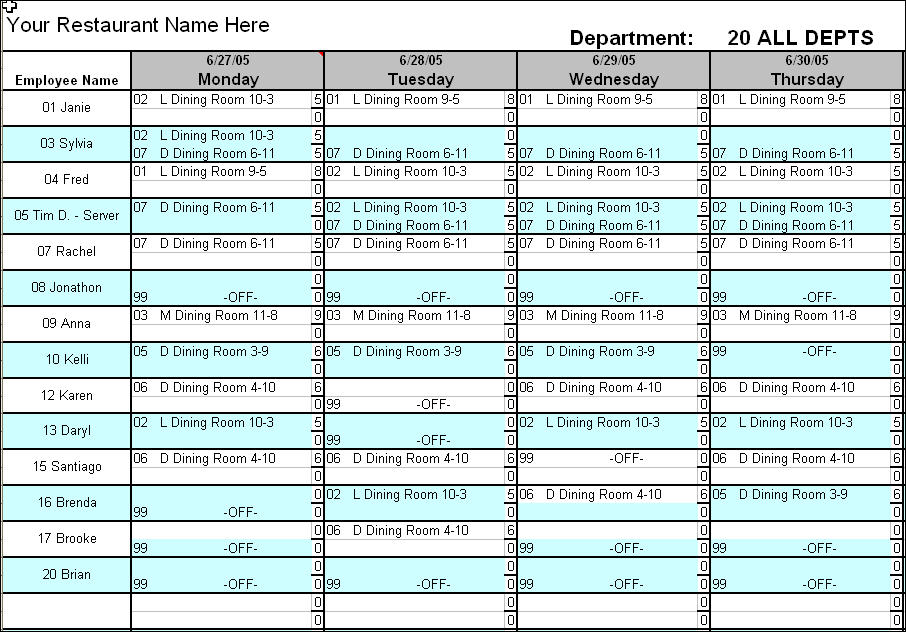 Your Restaurant Name Here
Department: 20 ALL DEPTS
6/27/05 6/28/05 6/29/05 6/30/05
Employee Name Monday Tuesday Wednesday Thursday
01 Janie 02 L Dining Room 10-3 5 01 L Dining Room 9-5 8 01 L Dining Room 9-5 8 01 L Dining Room 9-5 8
0 0 0 0
03 Sylvia 02 L Dining Room 10-3 5 0 0 0
07 D Dining Room 6-11 5 07 D Dining Room 6-11 5 07 D Dining Room 6-11 5 07 D Dining Room 6-11 5
04 Fred 01 L Dining Room 9-5 8 02 L Dining Room 10-3 5 02 L Dining Room 10-3 5 02 L Dining Room 10-3 5
0 0 0 0
05 Tim D. - Server 07 D Dining Room 6-11 5 02 L Dining Room 10-3 5 02 L Dining Room 10-3 5 02 L Dining Room 10-3 5
0 07 D Dining Room 6-11 5 07 D Dining Room 6-11 5 07 D Dining Room 6-11 5
07 Rachel 07 D Dining Room 6-11 5 07 D Dining Room 6-11 5 07 D Dining Room 6-11 5 07 D Dining Room 6-11 5
0 0 0 0
08 Jonathon 0 0 0 0
99 -OFF- 0 99 -OFF- 0 99 -OFF- 0 99 -OFF- 0
09 Anna 03 M Dining Room 11-8 9 03 M Dining Room 11-8 9 03 M Dining Room 11-8 9 03 M Dining Room 11-8 9
0 0 0 0
10 Kelli 05 D Dining Room 3-9 6 05 D Dining Room 3-9 6 05 D Dining Room 3-9 6 99 -OFF- 0
0 0 0 0
12 Karen 06 D Dining Room 4-10 6 0 06 D Dining Room 4-10 6 06 D Dining Room 4-10 6
0 99 -OFF- 0 0 0
13 Daryl 02 L Dining Room 10-3 5 0 02 L Dining Room 10-3 5 02 L Dining Room 10-3 5
0 99 -OFF- 0 0 0
15 Santiago 06 D Dining Room 4-10 6 06 D Dining Room 4-10 6 99 -OFF- 0 06 D Dining Room 4-10 6
0 0 0 0
16 Brenda 0 02 L Dining Room 10-3 5 06 D Dining Room 4-10 6 05 D Dining Room 3-9 6
99 -OFF- 0 0 0 0
17 Brooke 0 06 D Dining Room 4-10 6 0 0
99 -OFF- 0 0 99 -OFF- 0 99 -OFF- 0
20 Brian 0 0 0 0
99 -OFF- 0 99 -OFF- 0 99 -OFF- 0 99 -OFF- 0
0 0 0 0
0 0 0 0